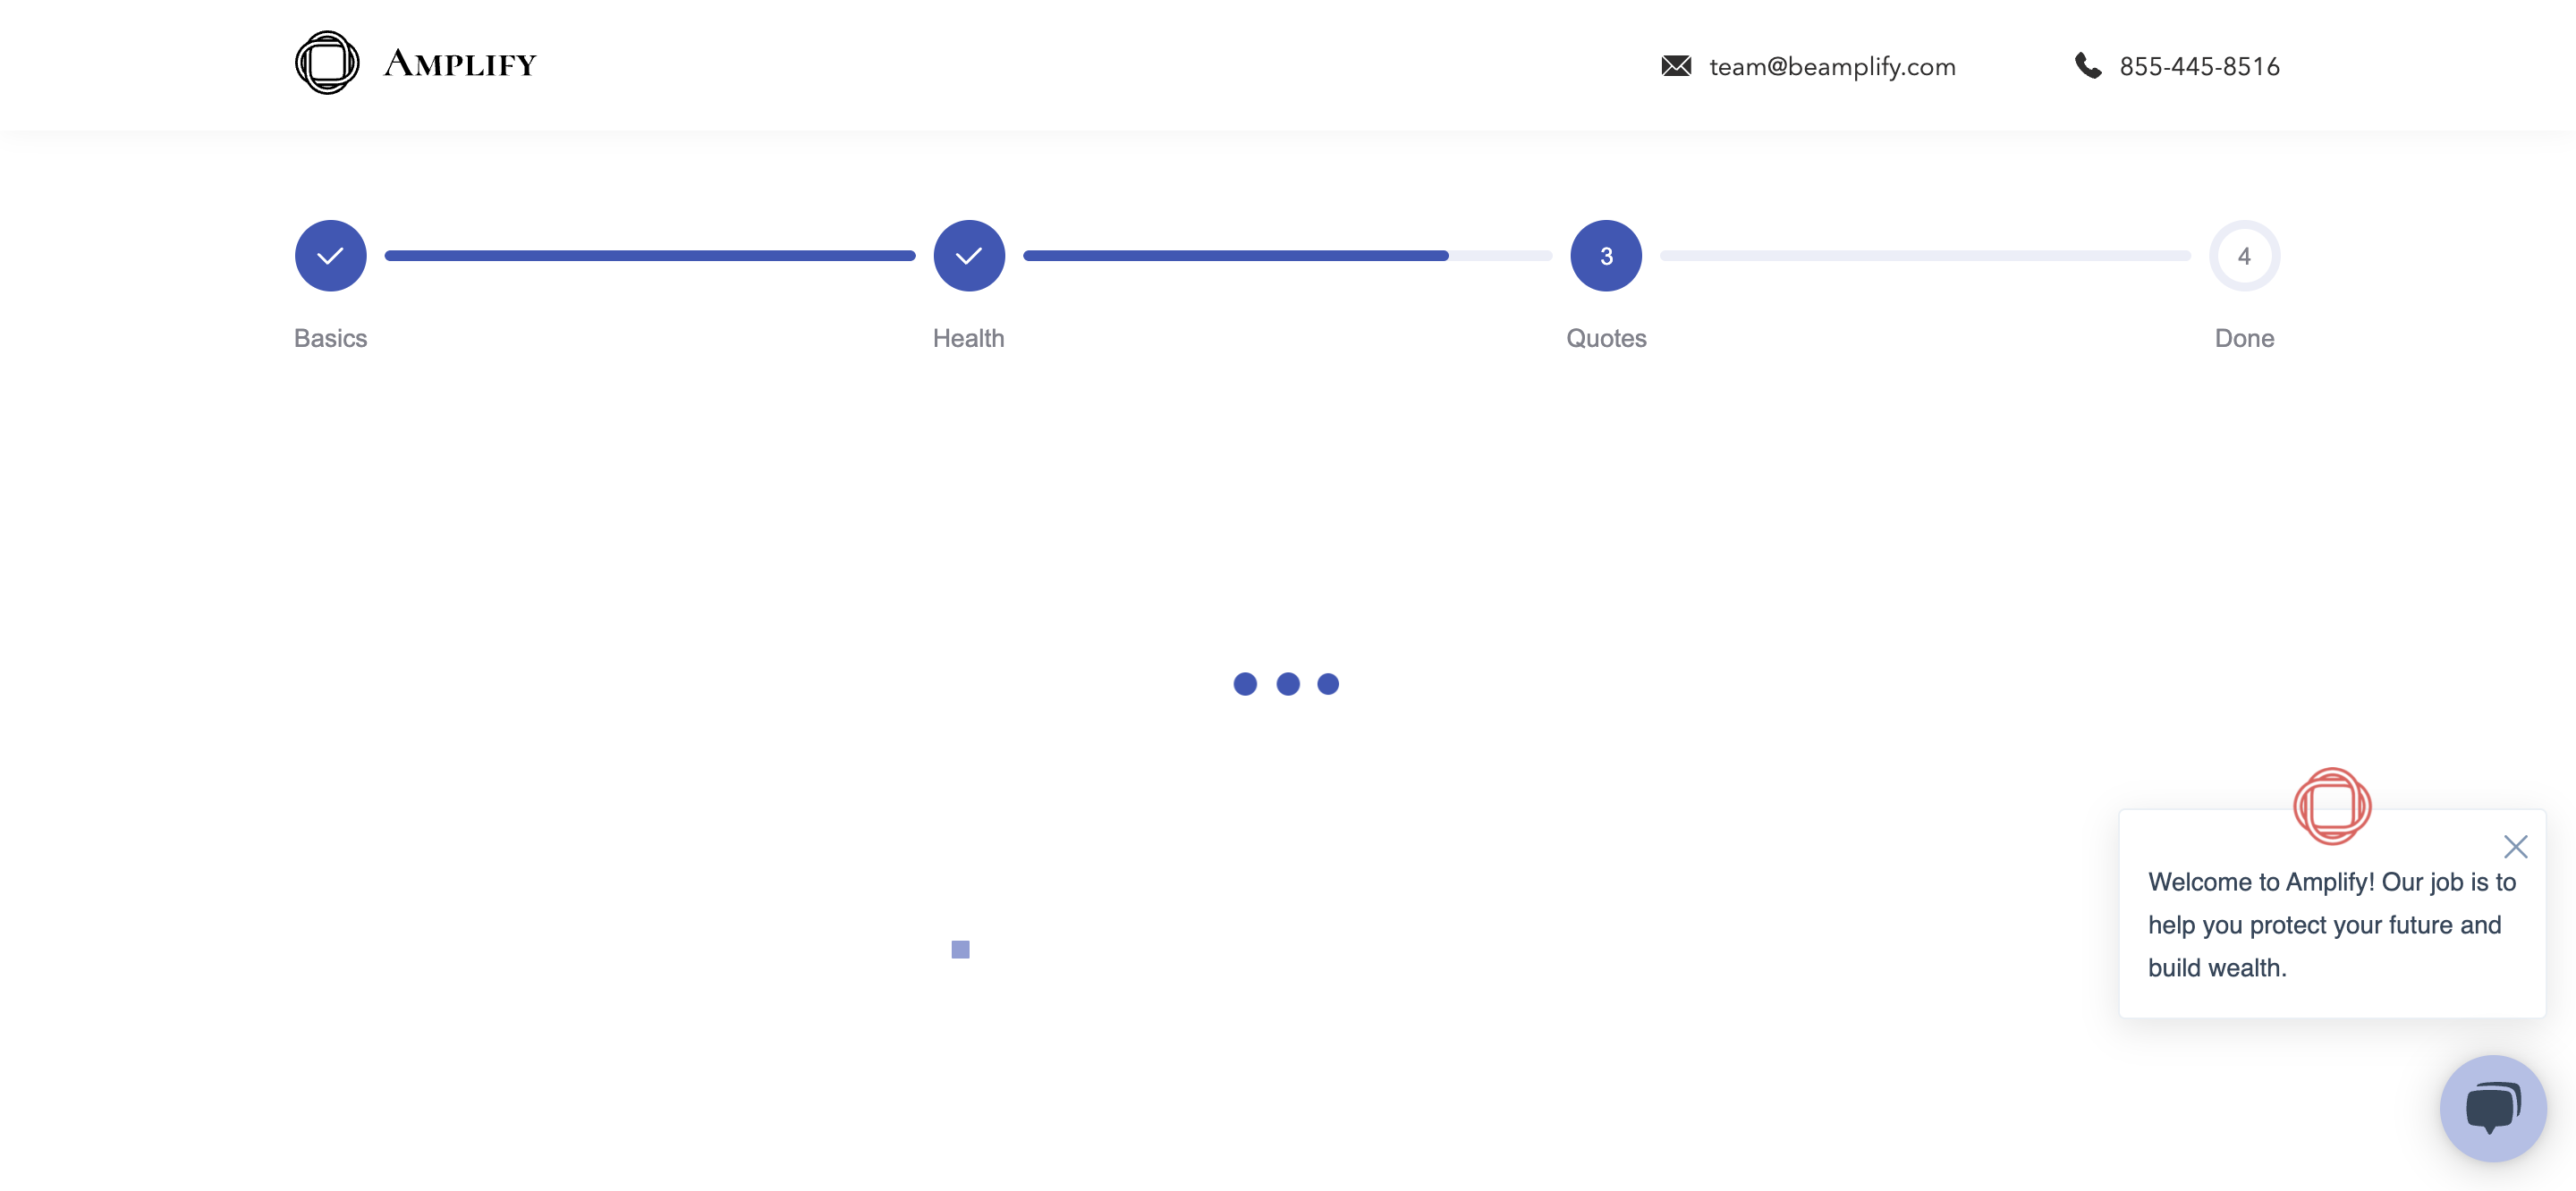 AMPLIFY
team@beamplify.com
855-445-8516
3
4
Basics
Health
Quotes
Done
Welcome to Amplify! Our job is to
help you protect your future and
build wealth.